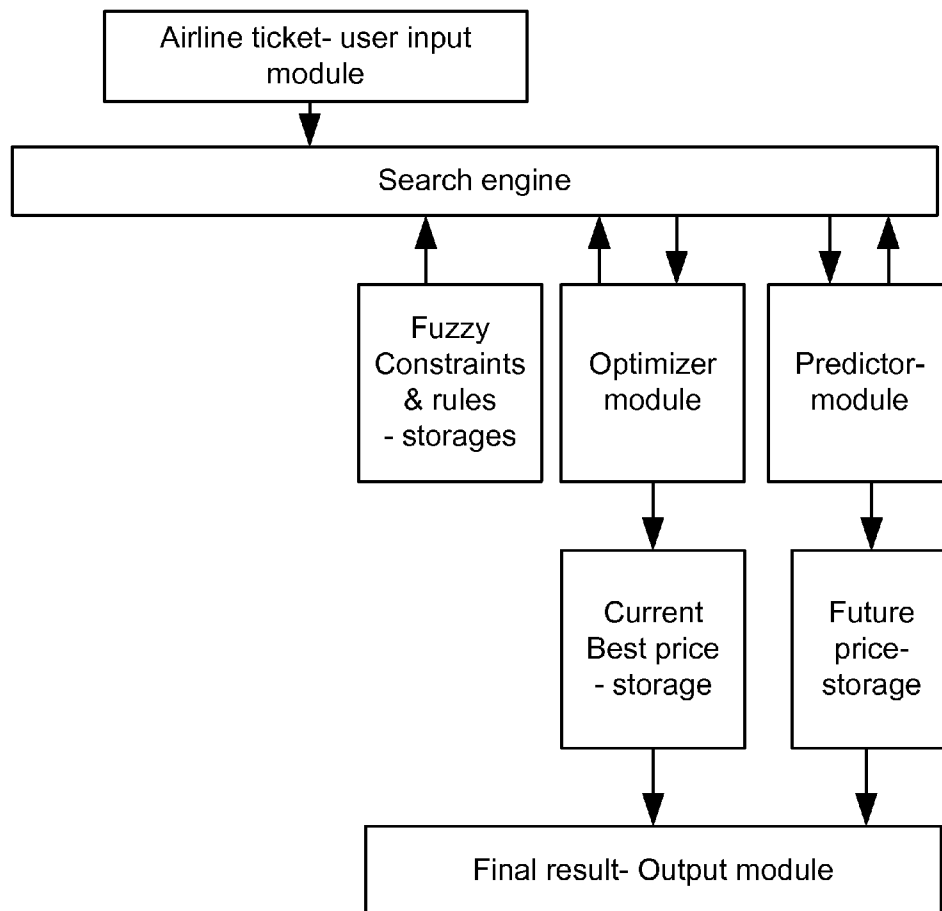 Airline ticket- user input
module
Search engine
Fuzzy
Constraints
& rules
- storages
Optimizer
module
Predictor-
module
Current
Best price
- storage
Future
price-
storage
Final result- Output module